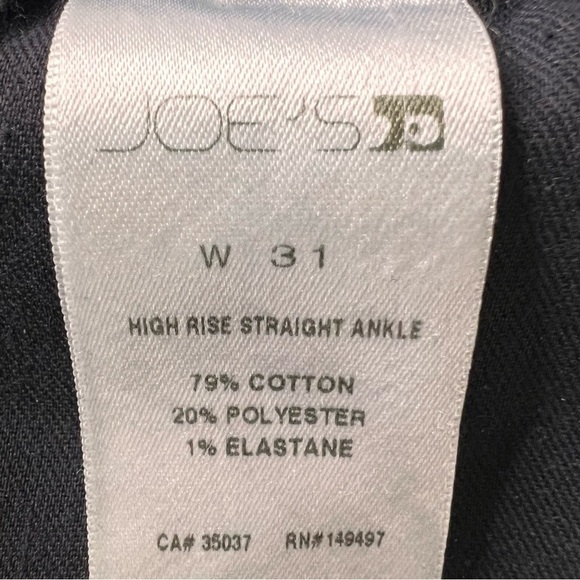 JOE'S
W 31
HIGH RISE STRAIGHT ANKLE
79% COTTON
20% POLYESTER
1% ELASTANE
CA# 35037 RN#149497